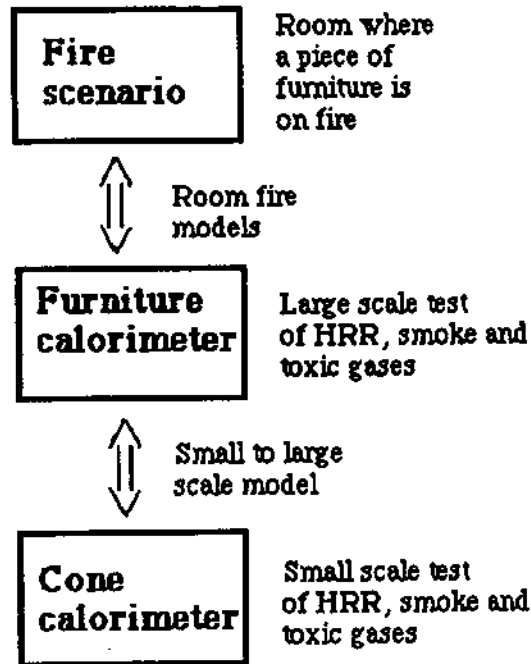 Fire
scenario
Room where
a piece of
furniture is
on fire
Room fire
models
Furniture
calorimeter
Large scale test
of HRR, smoke and
toxic gases
Small to large
scale model
Cone
calorimeter
Small scale test
of HRR, smoke and
toxic gases